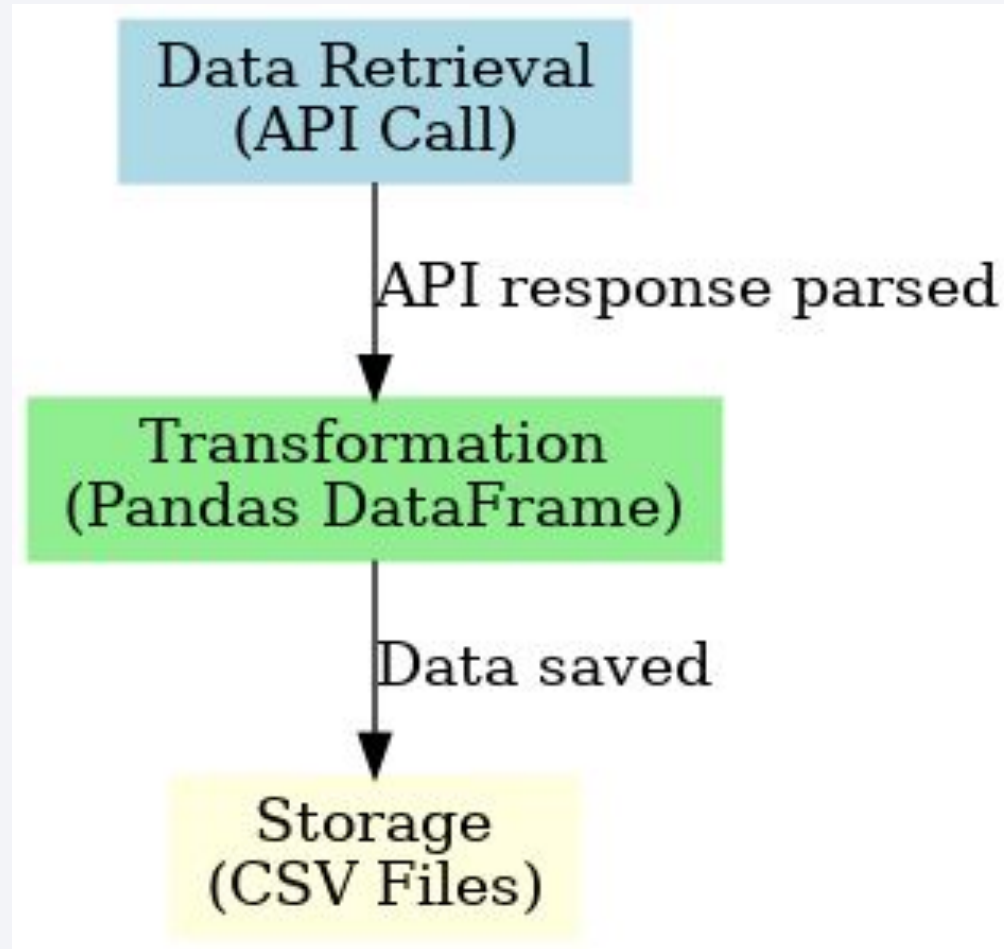 Data Retrieval
(API Call)
API response parsed
Transformation
(Pandas DataFrame)
Data saved
Storage
(CSV Files)